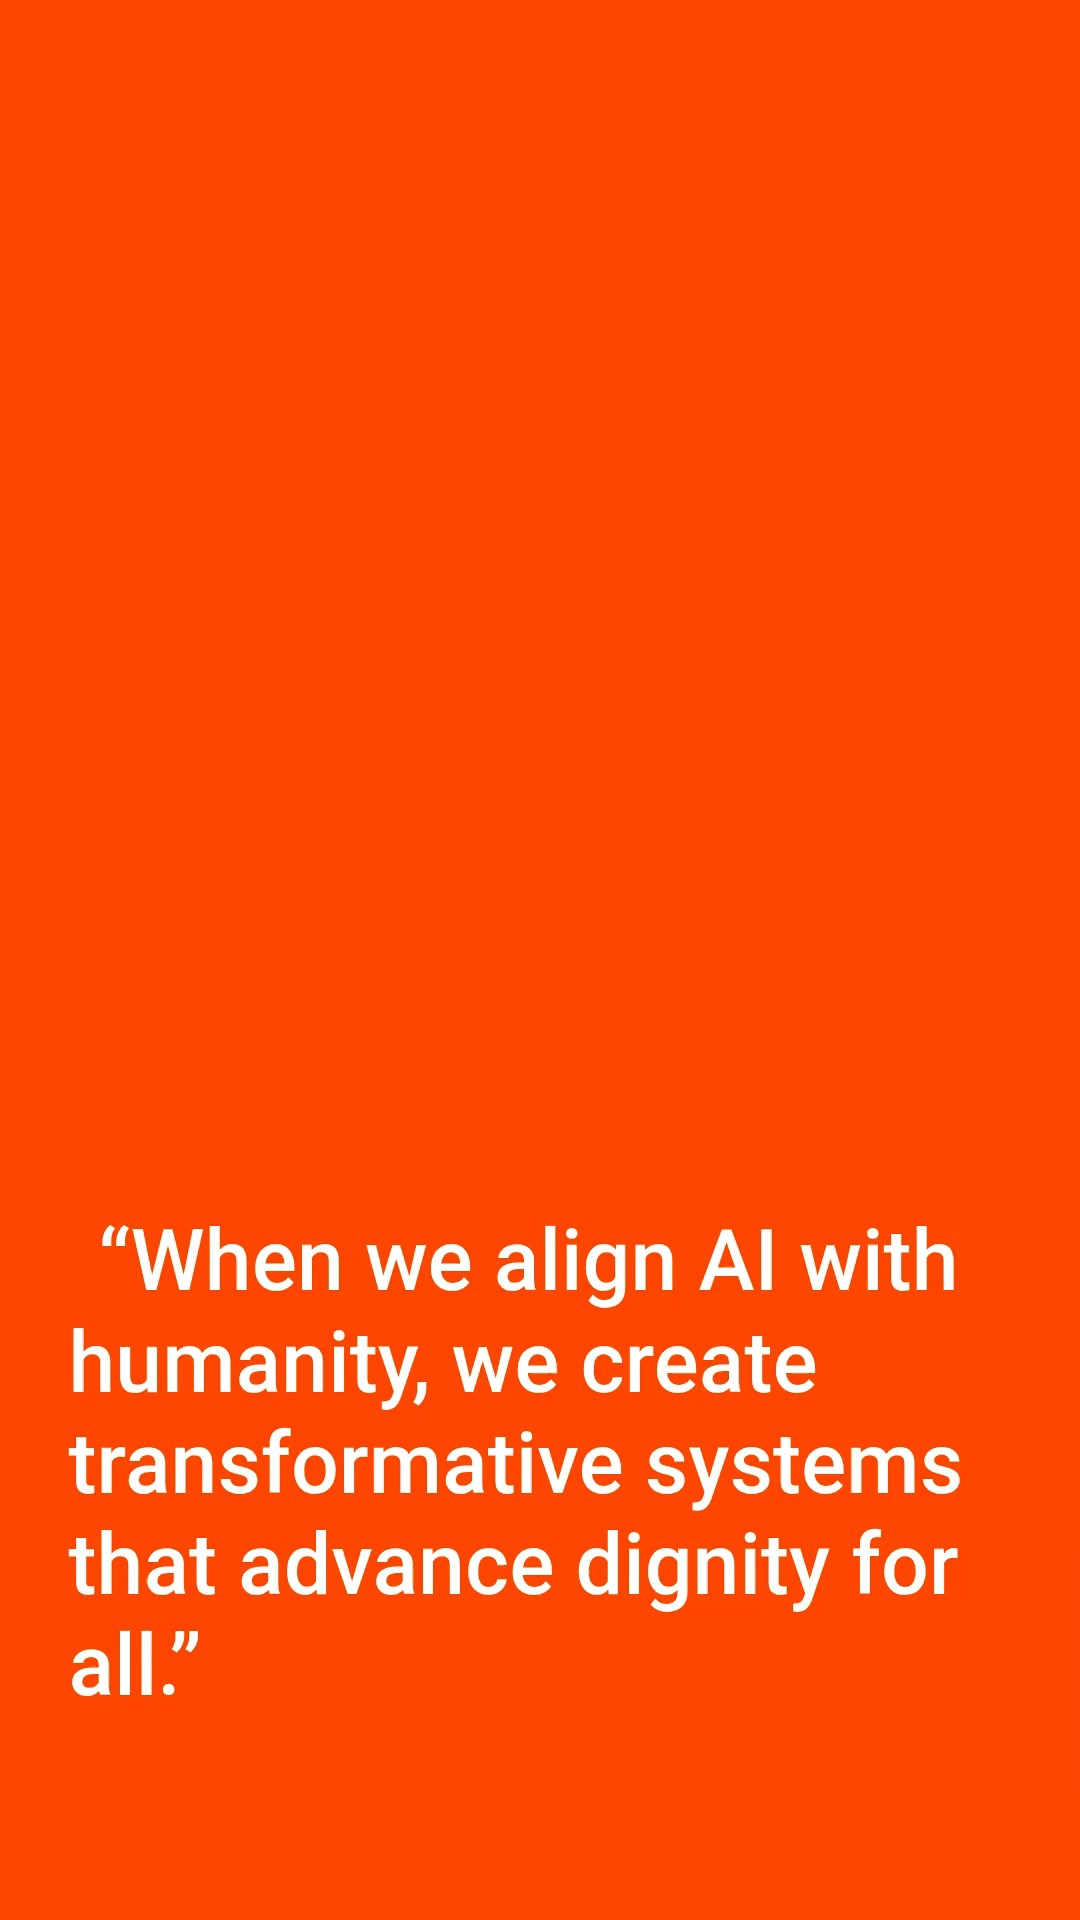 “When we align AI with
humanity, we create
transformative systems
that advance dignity for
all.”